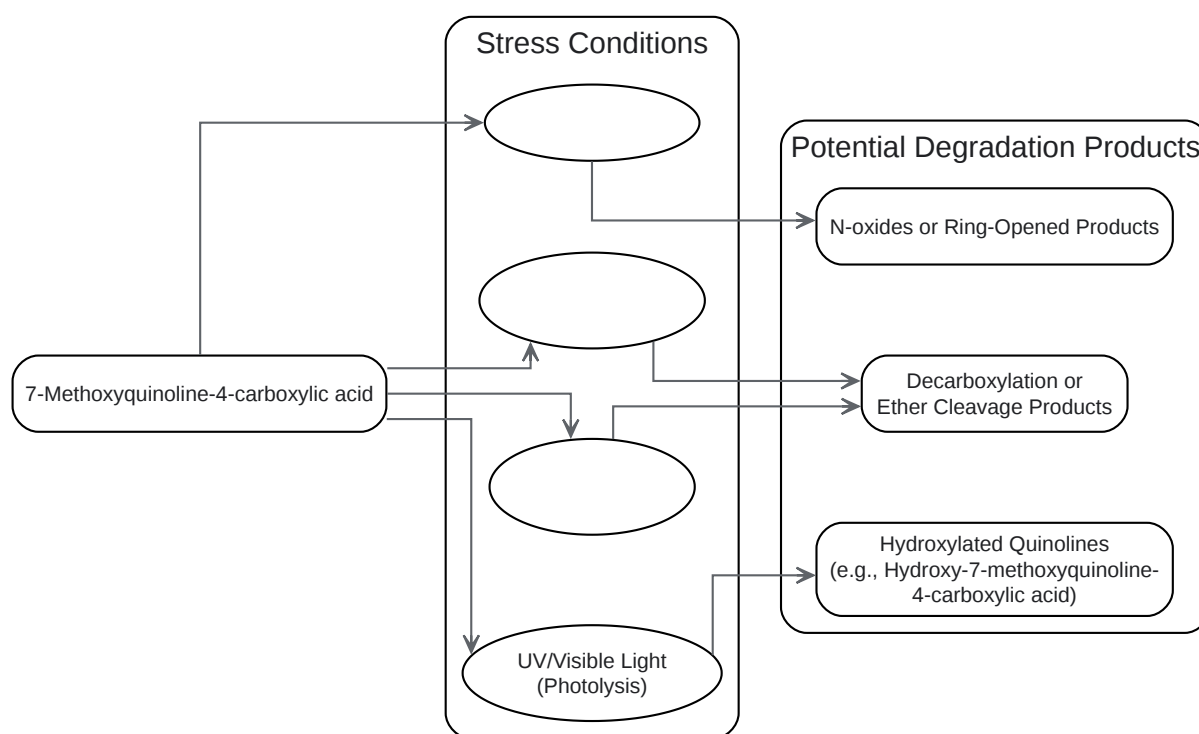 Stress Conditions
Potential Degradation Products
N-oxides or Ring-Opened Products
7-Methoxyquinoline-4-carboxylic acid
Decarboxylation or
Ether Cleavage Products
Hydroxylated Quinolines
(e.g., Hydroxy-7-methoxyquinoline-
4-carboxylic acid)
UV/Visible Light
(Photolysis)